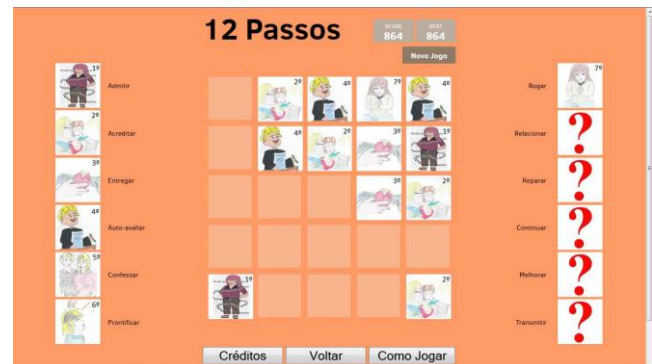 12 Passos
SCORE
864
BEST
864
Novo Jogo
1º
Admitir
2º
Acreditar
3º
Entregar
4º
Auto-avaliar
5º
Confessar
6º
Prontificar
2º
4º
7º
4º
4º
2º
3º
1º
3º
2º
1º
2º
Rogar
7º
Relacionar
?
Reparar
?
Continuar
?
Melhorar
?
Transmitir
?
Créditos
Voltar
Como Jogar